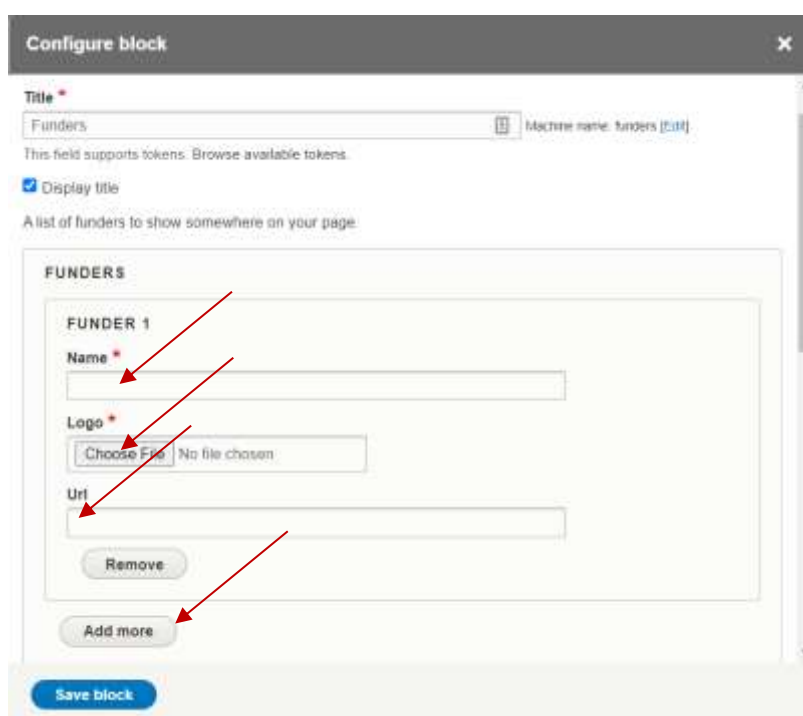 Configure block
Title *
Funders Machine name: funders [Edit]
This field supports tokens. Browse available tokens.
Display title
A list of funders to show somewhere on your page.
FUNDERS
FUNDER 1
Name *
Logo *
Choose File No file chosen
Url
Remove
Add more
Save block